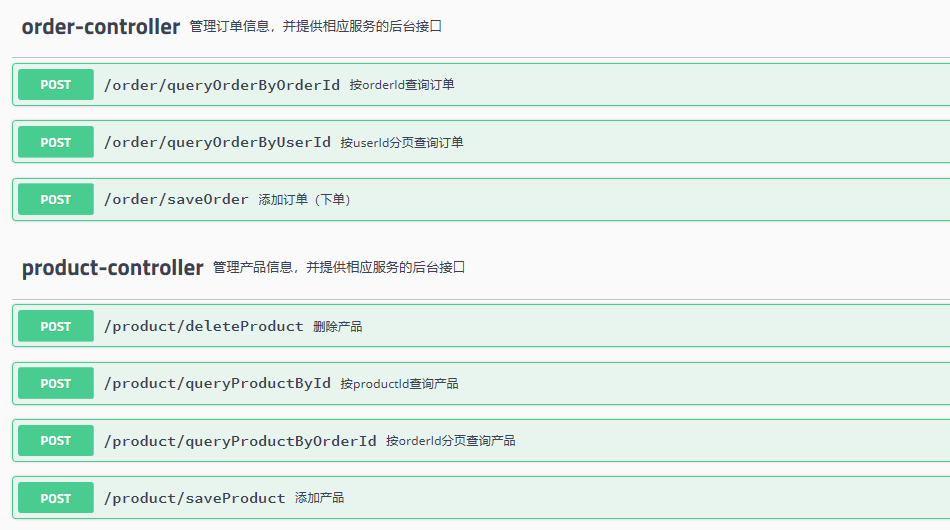 order-controller 管理订单信息，并提供相应服务的后台接口
POST /order/queryOrderByOrderId 按orderId查询订单
POST /order/queryOrderByUserId 按userId分页查询订单
POST /order/saveOrder 添加订单（下单）
product-controller 管理产品信息，并提供相应服务的后台接口
POST /product/deleteProduct 删除产品
POST /product/queryProductById 按productId查询产品
POST /product/queryProductByOrderId 按orderId分页查询产品
POST /product/saveProduct 添加产品